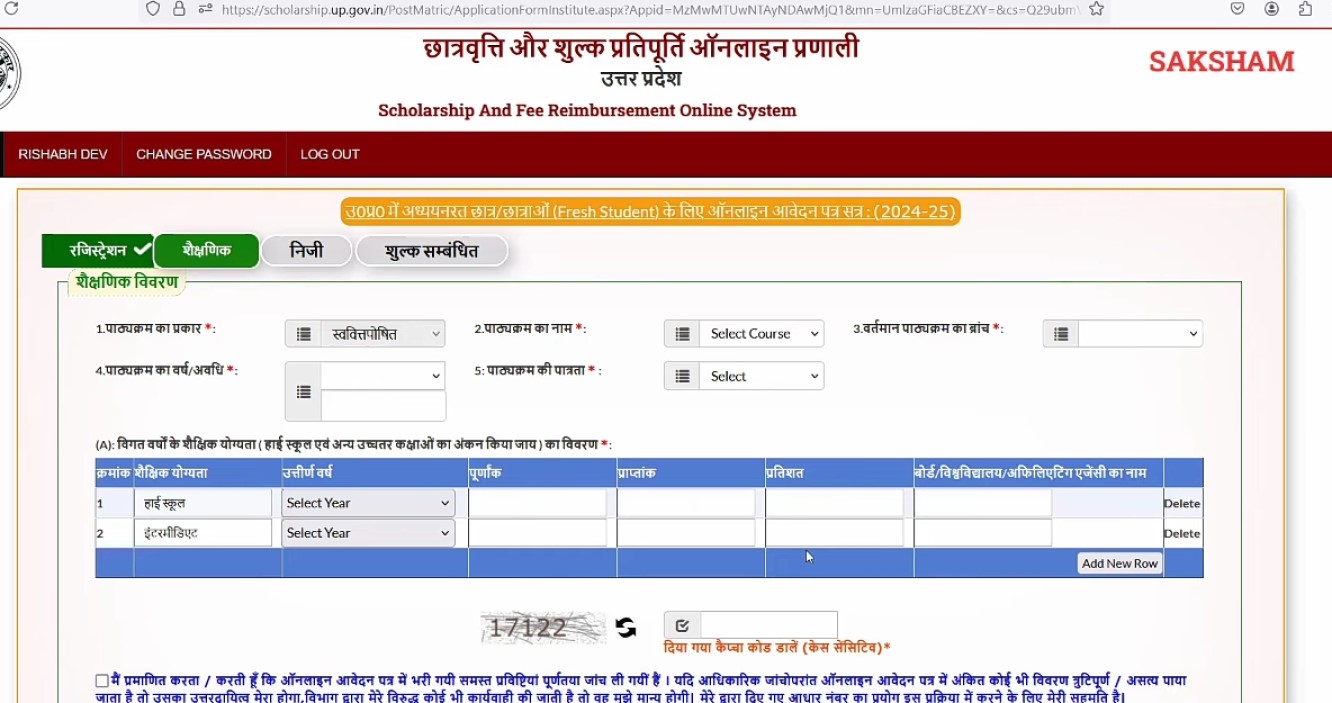 https://scholarship.up.gov.in/PostMatric/ApplicationFormInstitute.aspx?Appid=MzMwMTUwNTAyNDAwMjQ1&mn=UmlzaGFiaCBEZXY=&cs=Q29ubm
छात्रवृत्ति और शुल्क प्रतिपूर्ति ऑनलाइन प्रणाली
उत्तर प्रदेश
SAKSHAM
Scholarship And Fee Reimbursement Online System
RISHABH DEV CHANGE PASSWORD LOG OUT
उ0प्र0 में अध्ययनरत छात्र/छात्राओं (Fresh Student) के लिए ऑनलाइन आवेदन पत्र सत्र : (2024-25)
रजिस्ट्रेशन शैक्षणिक निजी शुल्क सम्बंधित
शैक्षणिक विवरण
1.पाठ्यक्रम का प्रकार *: स्ववित्तपोषित 2.पाठ्यक्रम का नाम *: Select Course 3.वर्तमान पाठ्यक्रम का ब्रांच *:
4.पाठ्यक्रम का वर्ष/अवधि *: 5: पाठ्यक्रम की पात्रता * : Select
(A): विगत वर्षो के शैक्षिक योग्यता ( हाई स्कूल एवं अन्य उच्चतर कक्षाओं का अंकन किया जाय ) का विवरण *:
क्रमांक शैक्षिक योग्यता उत्तीर्ण वर्ष पूर्णांक प्राप्तांक प्रतिशत बोर्ड/विश्वविद्यालय/अफिलिएटिंग एजेंसी का नाम
1 हाई स्कूल Select Year Delete
2 इंटरमीडिएट Select Year Delete
Add New Row
17122
दिया गया कैप्चा कोड डालें (केस सेंसिटिव)*
मैं प्रमाणित करता / करती हूँ कि ऑनलाइन आवेदन पत्र में भरी गयी समस्त प्रविष्टियां पूर्णतया जांच ली गयीं हैं । यदि आधिकारिक जांचोपरांत ऑनलाइन आवेदन पत्र में अंकित कोई भी विवरण त्रुटिपूर्ण / असत्य पाया
जाता है तो उसका उत्तरदायित्व मेरा होगा,विभाग द्वारा मेरे विरुद्ध कोई भी कार्यवाही की जाती है तो वह मुझे मान्य होगी| मेरे द्वारा दिए गए आधार नंबर का प्रयोग इस प्रक्रिया में करने के लिए मेरी सहमति है|